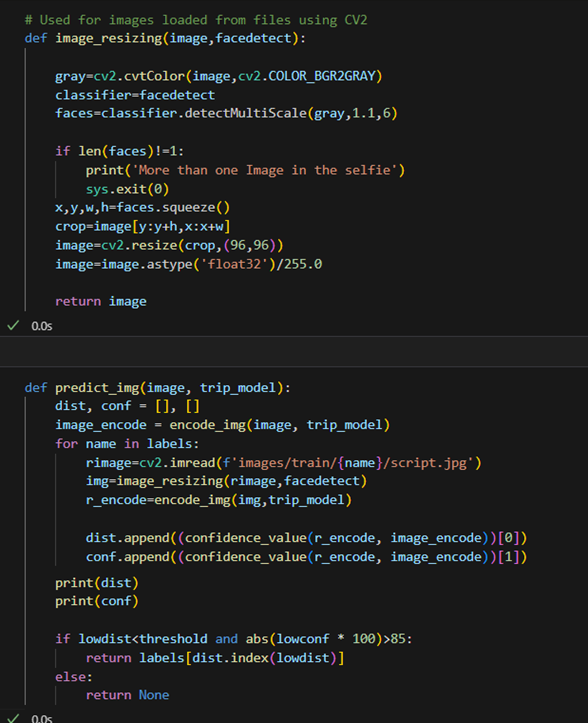 # Used for images loaded from files using CV2
def image_resizing(image,facedetect):
gray=cv2.cvtColor(image,cv2.COLOR_BGR2GRAY)
classifier=facedetect
faces=classifier.detectMultiScale(gray,1.1,6)
if len(faces)!=1:
print('More than one Image in the selfie')
sys.exit(0)
x,y,w,h=faces.squeeze()
crop=image[y:y+h,x:x+w]
image=cv2.resize(crop,(96,96))
image=image.astype('float32')/255.0
return image
0.0s
def predict_img(image, trip_model):
dist, conf = [], []
image_encode = encode_img(image, trip_model)
for name in labels:
rimage=cv2.imread(f'images/train/{name}/script.jpg')
img=image_resizing(rimage,facedetect)
r_encode=encode_img(img,trip_model)
dist.append((confidence_value(r_encode, image_encode))[0])
conf.append((confidence_value(r_encode, image_encode))[1])
print(dist)
print(conf)
if lowdist<threshold and abs(lowconf * 100)>85:
return labels[dist.index(lowdist)]
else:
return None
0.0s